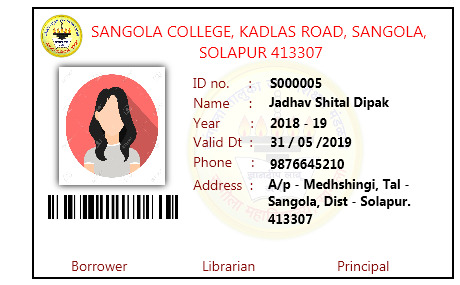 SANGOLA COLLEGE, KADLAS ROAD, SANGOLA,
SOLAPUR 413307
ID no. : S000005
Name : Jadhav Shital Dipak
Year : 2018 - 19
Valid Dt : 31 / 05 /2019
Phone : 9876645210
Address : A/p - Medhshingi, Tal -
Sangola, Dist - Solapur.
413307
Borrower Librarian Principal